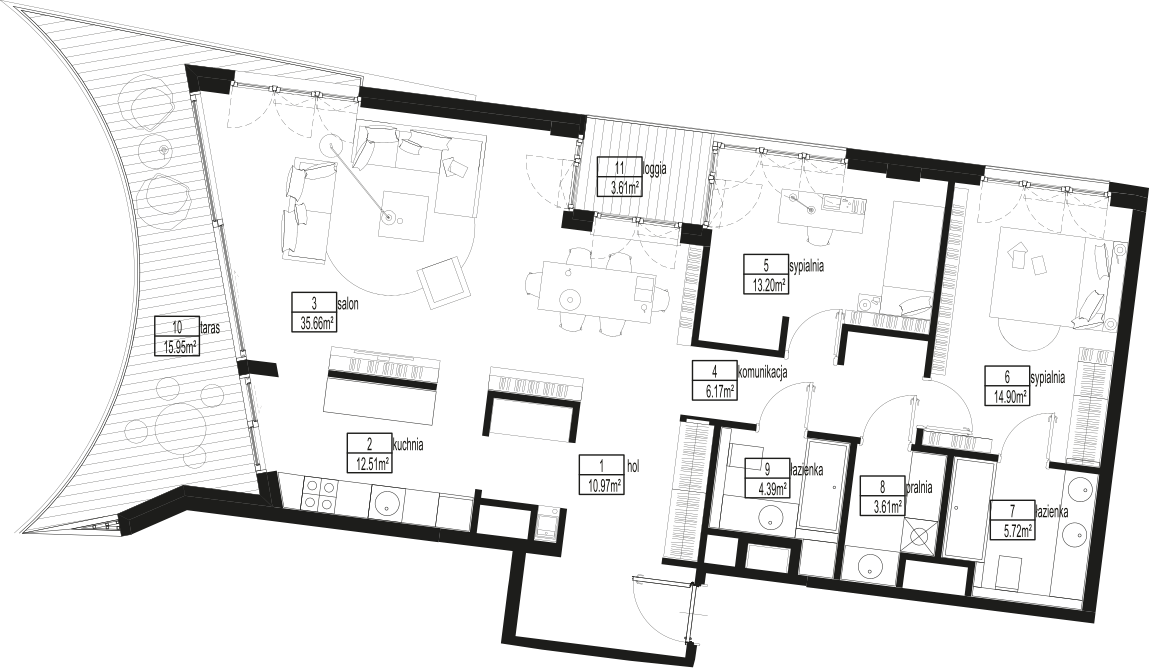 11 loggia
3.61m²
5 sypialnia
13.20m²
3 salon
35.66m²
10 taras
15.95m²
4 komunikacja
6.17m²
6 sypialnia
14.90m²
2 kuchnia
12.51m²
1 hol
10.97m²
9 łazienka
4.39m²
8 pralnia
3.61m²
7 łazienka
5.72m²